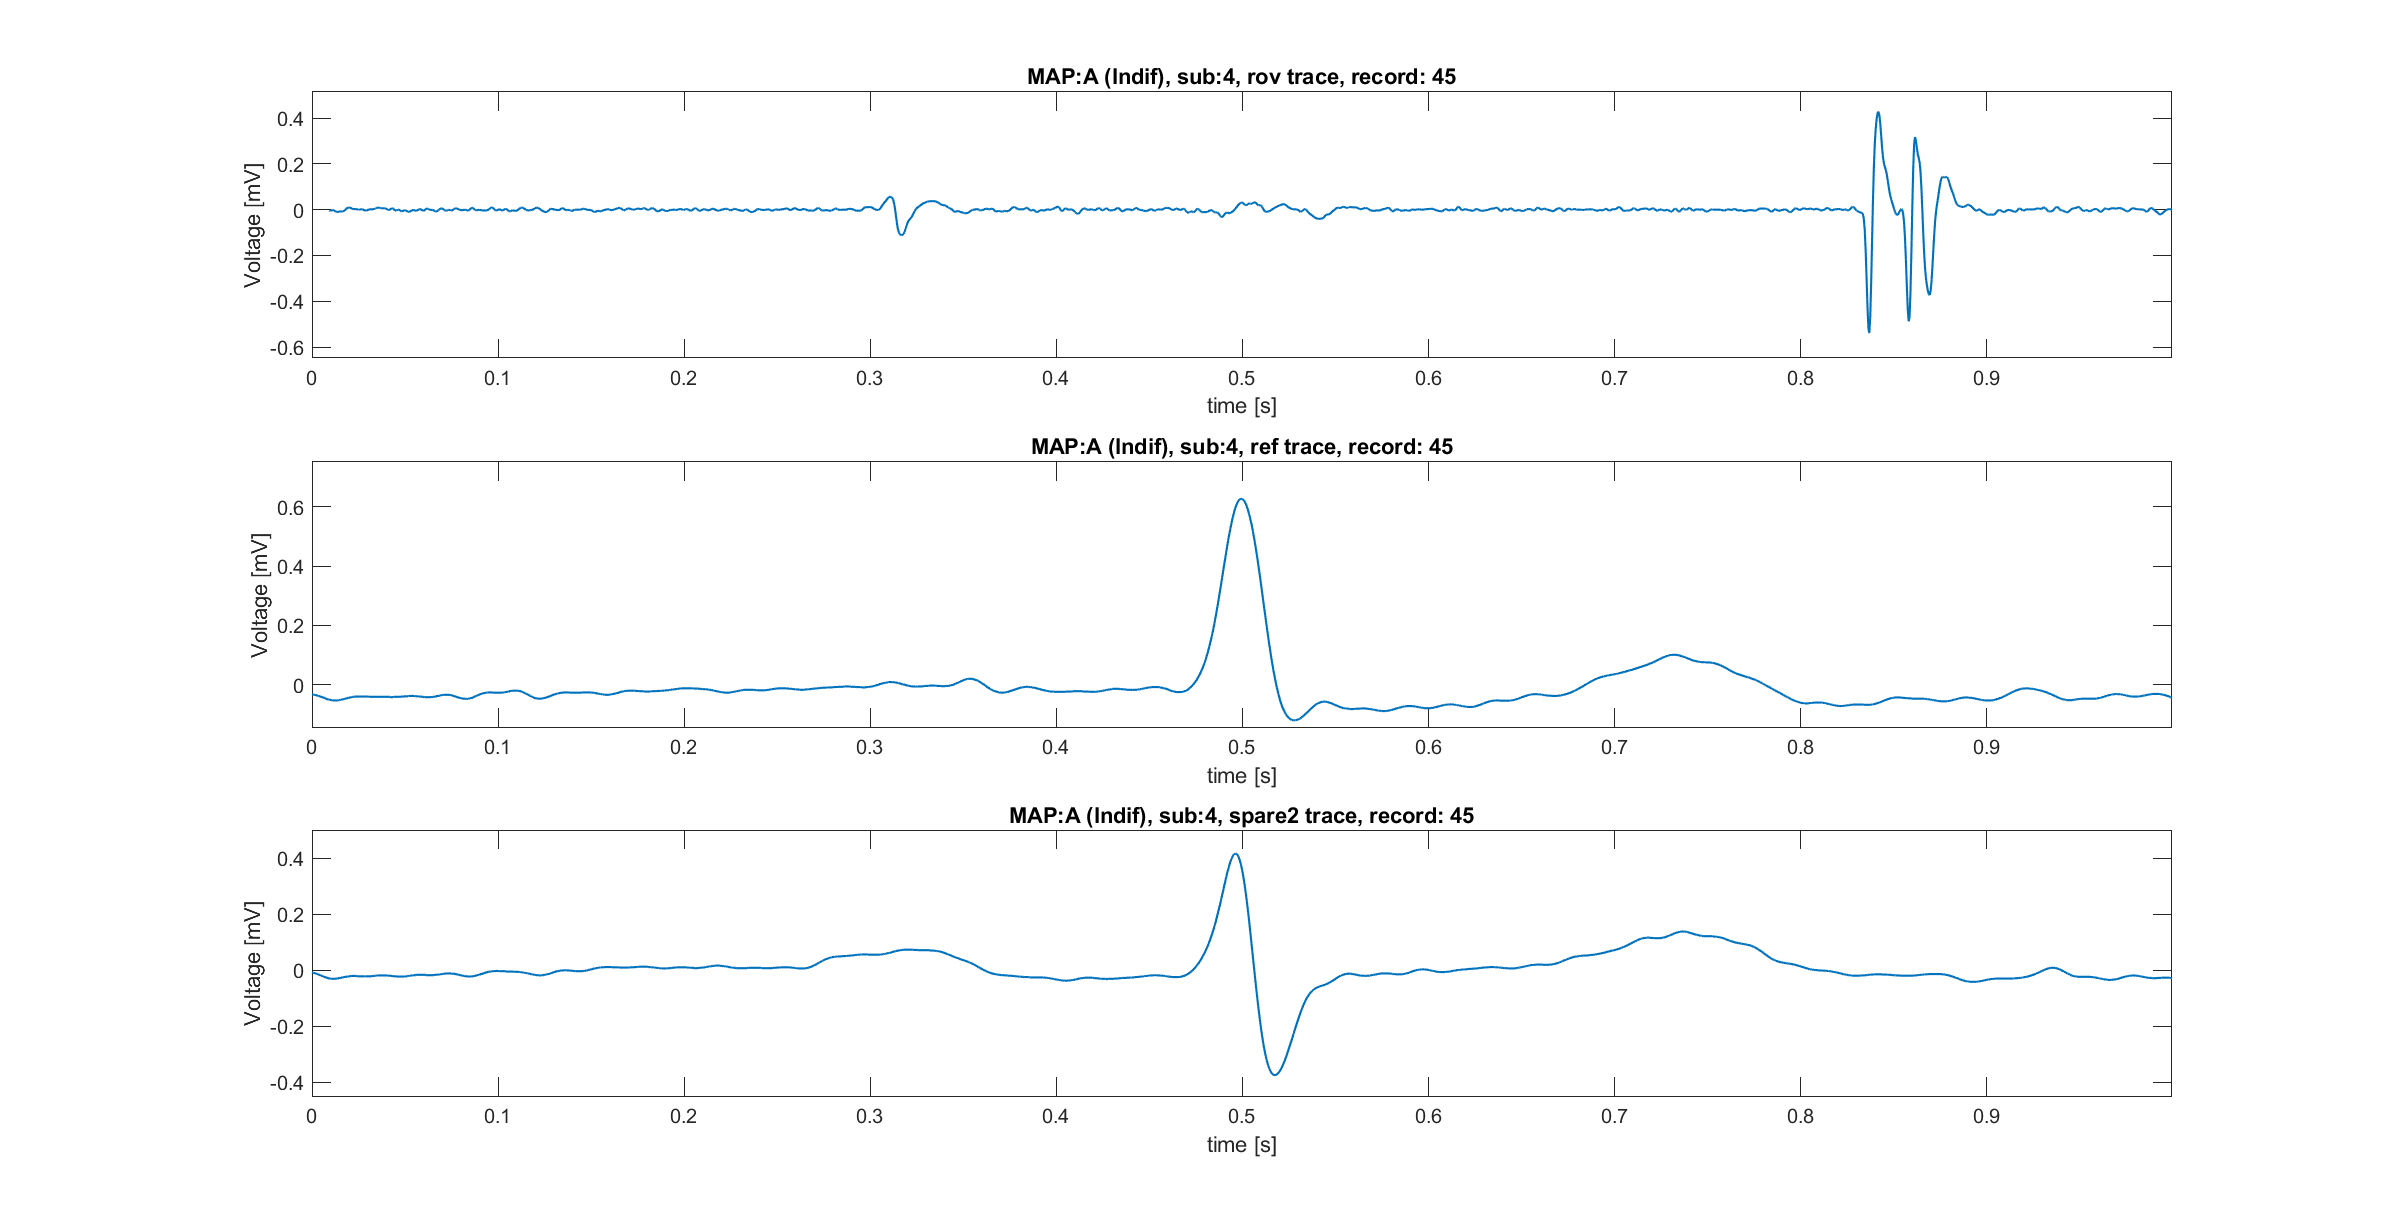 MAP:A (Indif), sub:4, rov trace, record: 45
Voltage [mV]
0.4
0.2
0
-0.2
-0.4
-0.6
0 0.1 0.2 0.3 0.4 0.5 0.6 0.7 0.8 0.9
time [s]
MAP:A (Indif), sub:4, ref trace, record: 45
Voltage [mV]
0.6
0.4
0.2
0
0 0.1 0.2 0.3 0.4 0.5 0.6 0.7 0.8 0.9
time [s]
MAP:A (Indif), sub:4, spare2 trace, record: 45
Voltage [mV]
0.4
0.2
0
-0.2
-0.4
0 0.1 0.2 0.3 0.4 0.5 0.6 0.7 0.8 0.9
time [s]